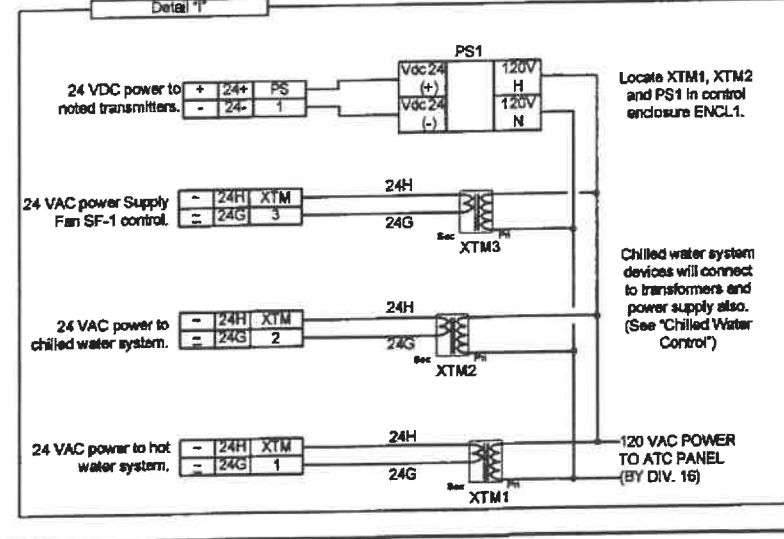 Detail "I"
PS1
Vdc24
(+)
120V
H
Vdc24
(-)
120V
N
24 VDC power to
noted transmitters.
+ 24+ PS
- 24- 1
Locate XTM1, XTM2
and PS1 in control
enclosure ENCL1.
24 VAC power Supply
Fan SF-1 control.
~ 24H XTM
~ 24G 3
24H
24G
Sec
Pri
XTM3
Chilled water system
devices will connect
to transformers and
power supply also.
(See "Chilled Water
Control")
24 VAC power to
chilled water system.
~ 24H XTM
~ 24G 2
24H
24G
Sec
Pri
XTM2
24 VAC power to hot
water system.
~ 24H XTM
~ 24G 1
24H
24G
Sec
Pri
XTM1
120 VAC POWER
TO ATC PANEL
(BY DIV. 16)